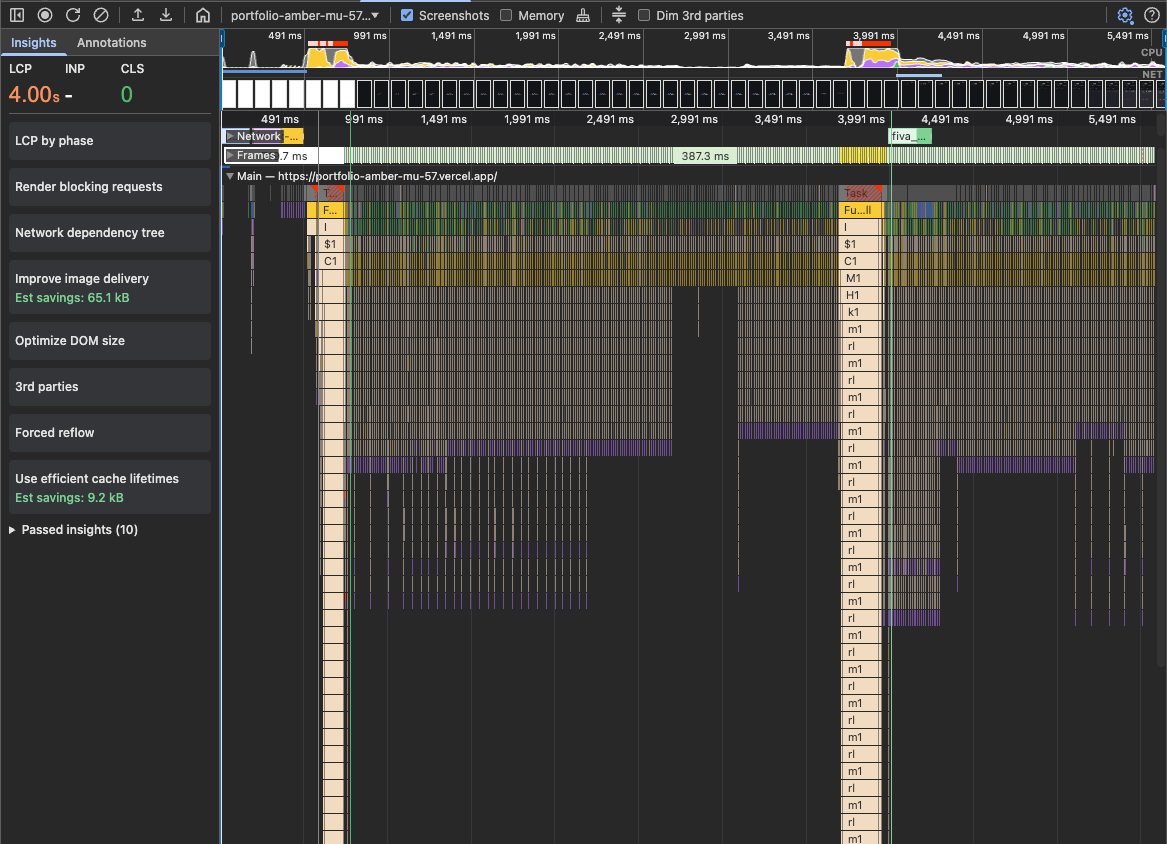 portfolio-amber-mu-57...▼ Screenshots Memory Dim 3rd parties
Insights Annotations
LCP INP CLS
4.00s - 0
LCP by phase
Render blocking requests
Network dependency tree
Improve image delivery
Est savings: 65.1 kB
Optimize DOM size
3rd parties
Forced reflow
Use efficient cache lifetimes
Est savings: 9.2 kB
Passed insights (10)
491 ms 991 ms 1,491 ms 1,991 ms 2,491 ms 2,991 ms 3,491 ms 3,991 ms 4,491 ms 4,991 ms 5,491 ms
CPU
NET
491 ms 991 ms 1,491 ms 1,991 ms 2,491 ms 2,991 ms 3,491 ms 3,991 ms 4,491 ms 4,991 ms 5,491 ms
Network -... fiva_... ...
Frames .7 ms 387.3 ms
Main — https://portfolio-amber-mu-57.vercel.app/
T... Task
F... Fu...ll
l l
$1 $1
C1 C1
M1
H1
k1
m1
rl
m1
rl
m1
rl
m1
rl
m1
rl
m1
rl
m1
rl
m1
rl
m1
rl
m1
rl
m1
rl
m1
rl
m1
rl
m1
rl
m1
rl
m1